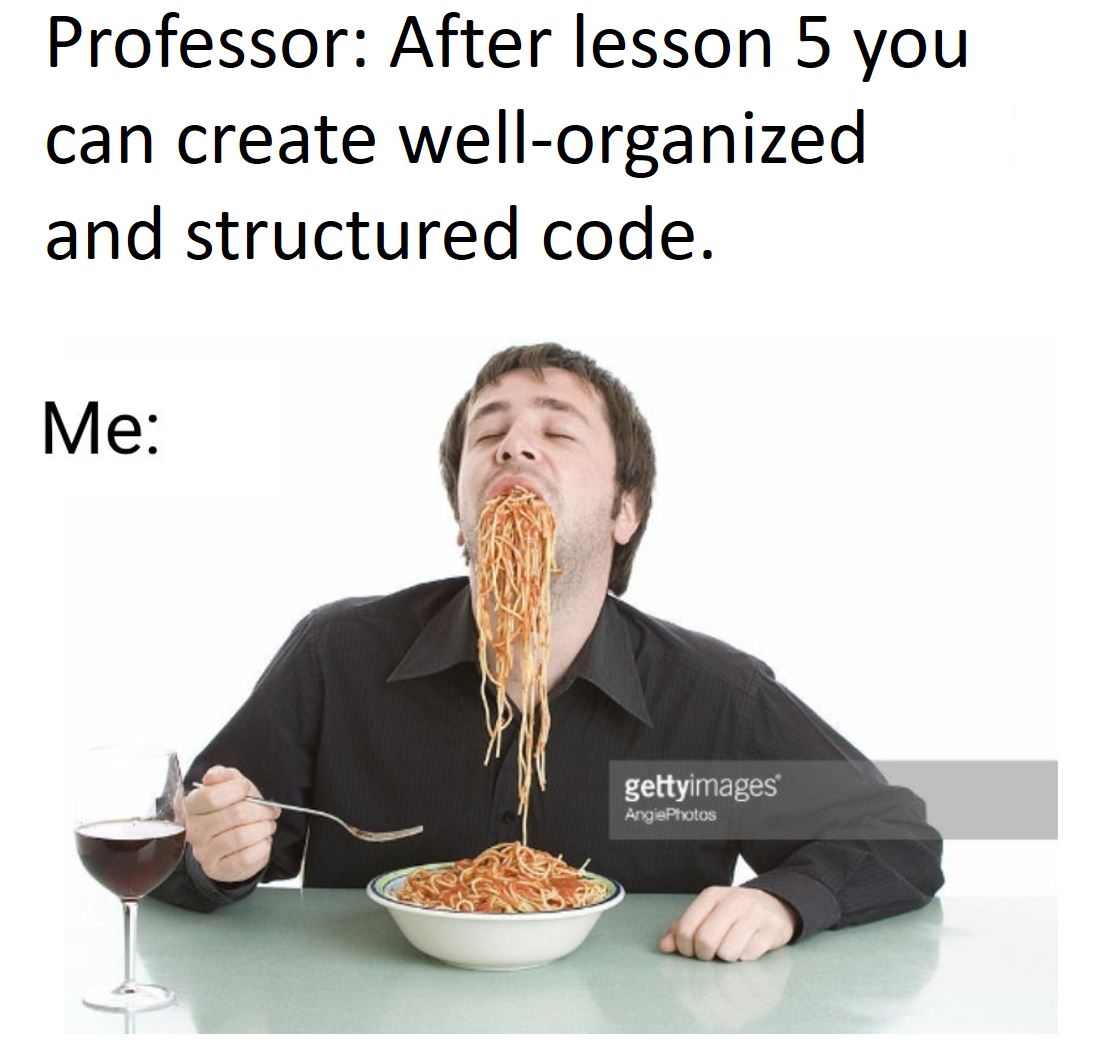 Professor: After lesson 5 you
can create well-organized
and structured code.
Me:
gettyimages®
AngiePhotos